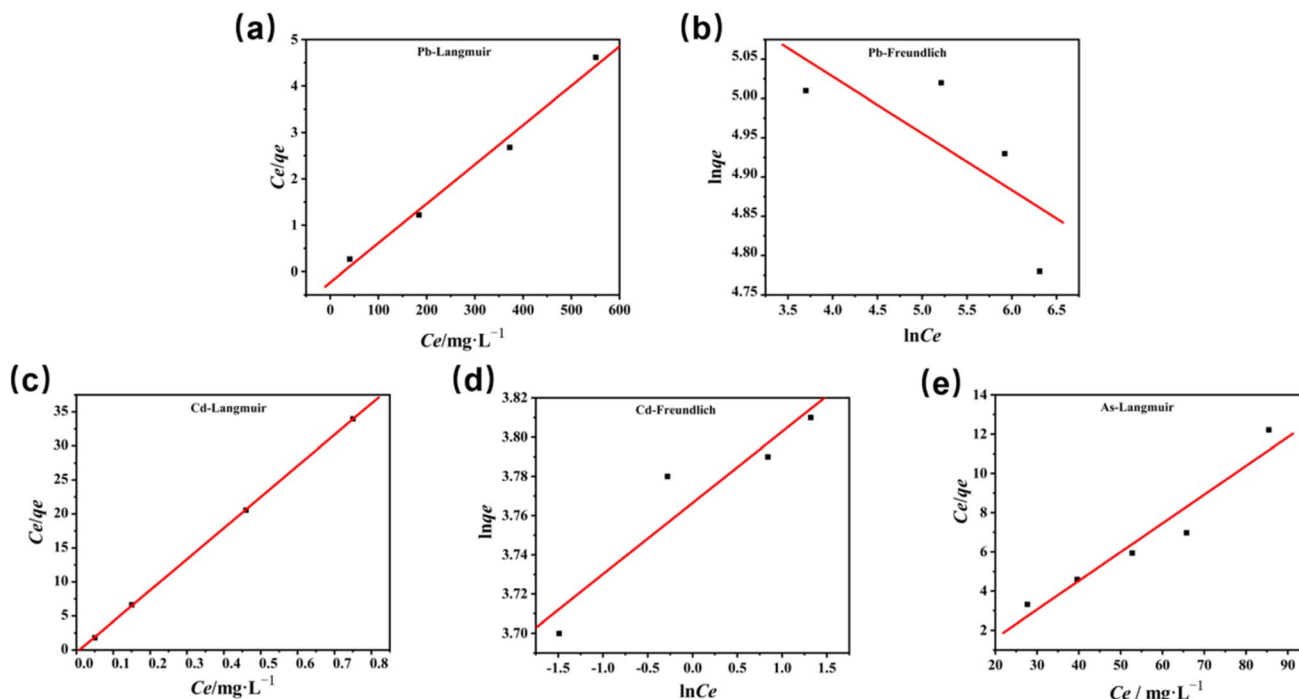 (a)
Pb-Langmuir
5
4
3
2
1
0
Ce/qe
0 100 200 300 400 500 600
Ce/mg·L⁻¹
(b)
Pb-Freundlich
5.05
5.00
4.95
4.90
4.85
4.80
4.75
lnqe
3.5 4.0 4.5 5.0 5.5 6.0 6.5
lnCe
(c)
Cd-Langmuir
35
30
25
20
15
10
5
0
Ce/qe
0.0 0.1 0.2 0.3 0.4 0.5 0.6 0.7 0.8
Ce/mg·L⁻¹
(d)
Cd-Freundlich
3.82
3.80
3.78
3.76
3.74
3.72
3.70
lnqe
-1.5 -1.0 -0.5 0.0 0.5 1.0 1.5
lnCe
(e)
As-Langmuir
14
12
10
8
6
4
2
Ce/qe
20 30 40 50 60 70 80 90
Ce / mg·L⁻¹